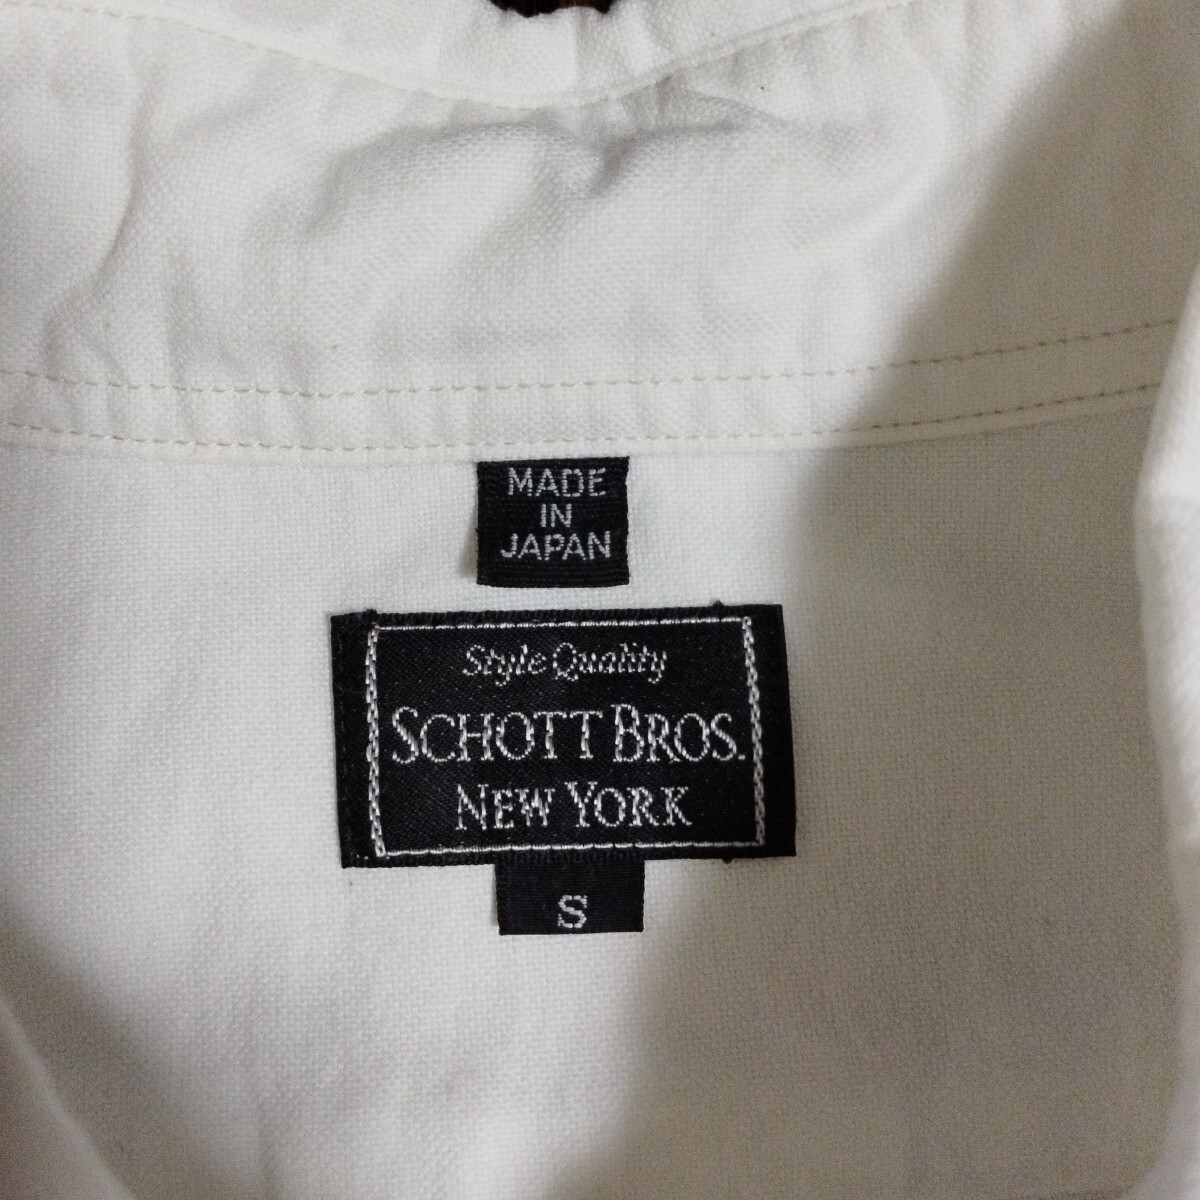 MADE
IN
JAPAN
Style Quality
SCHOTT BROS.
NEW YORK
S